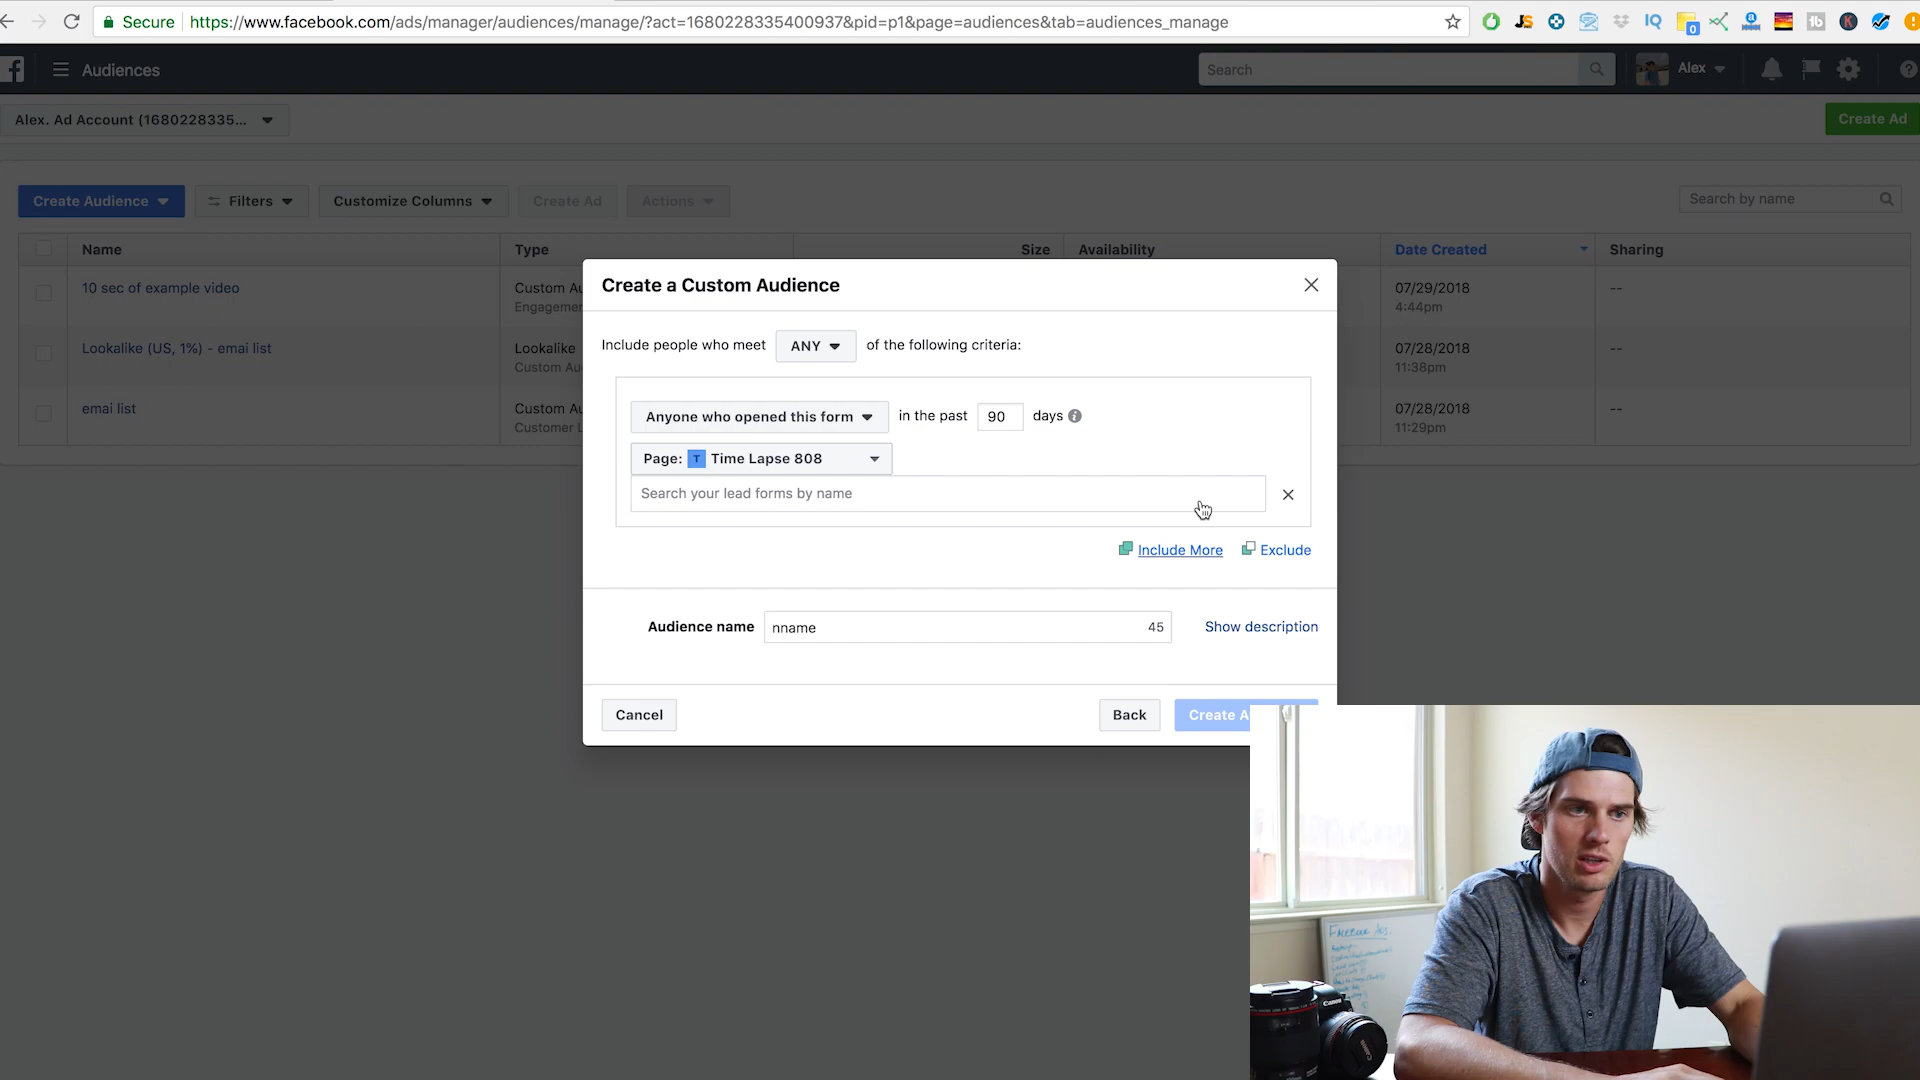 Secure https://www.facebook.com/ads/manager/audiences/manage/?act=1680228335400937&pid=p1&page=audiences&tab=audiences_manage
Audiences
Search
Alex
Alex. Ad Account (1680228335...
Create Ad
Create Audience
Filters
Customize Columns
Create Ad
Actions
Search by name
Name
Type
Size
Availability
Date Created
Sharing
10 sec of example video
Custom Au
Engagemen
07/29/2018
4:44pm
--
Lookalike (US, 1%) - emai list
Lookalike
Custom Au
07/28/2018
11:38pm
--
emai list
Custom Au
Customer L
07/28/2018
11:29pm
--
Create a Custom Audience
Include people who meet ANY of the following criteria:
Anyone who opened this form in the past 90 days
Page: T Time Lapse 808
Search your lead forms by name
Include More
Exclude
Audience name
nname
45
Show description
Cancel
Back
Create A
Canon